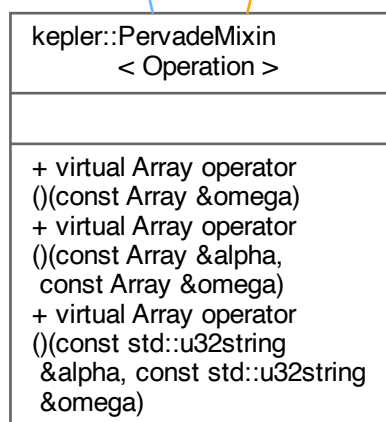 kepler::PervadeMixin
< Operation >
+ virtual Array operator
()(const Array &omega)
+ virtual Array operator
()(const Array &alpha,
const Array &omega)
+ virtual Array operator
()(const std::u32string
&alpha, const std::u32string
&omega)